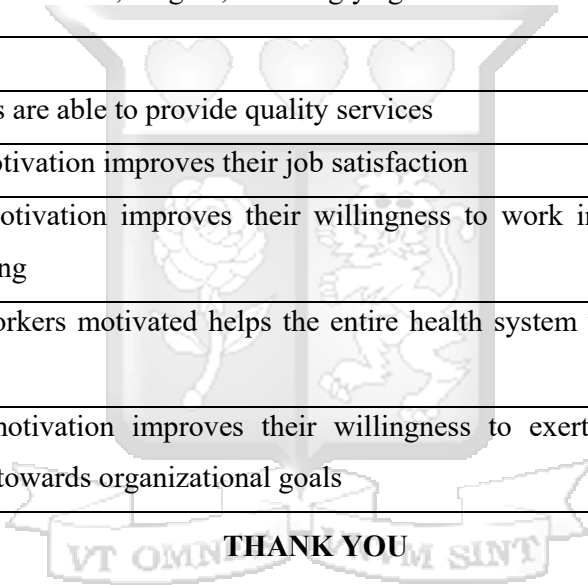 s are able to provide quality services
otivation improves their job satisfaction
otivation improves their willingness to work in
ng
orkers motivated helps the entire health system
notivation improves their willingness to exert
towards organizational goals
THANK YOU
VT OMN VM SINT